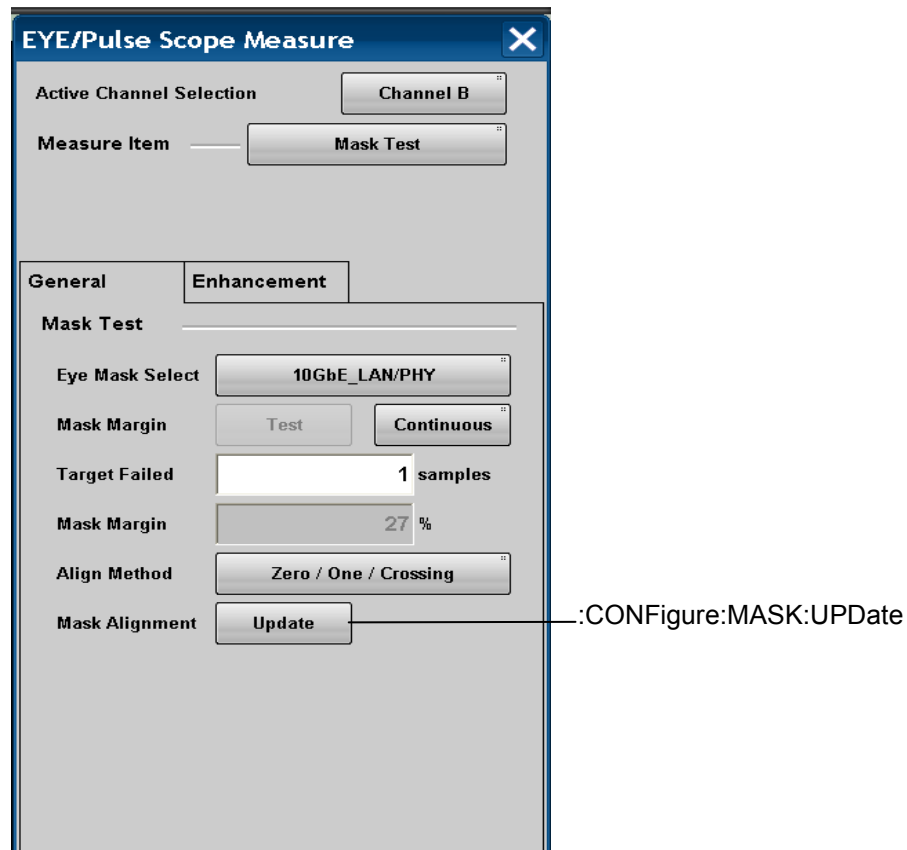 EYE/Pulse Scope Measure
Active Channel Selection Channel B
Measure Item Mask Test
General Enhancement
Mask Test
Eye Mask Select 10GbE_LAN/PHY
Mask Margin Test Continuous
Target Failed 1 samples
Mask Margin 27 %
Align Method Zero / One / Crossing
Mask Alignment Update :CONFigure:MASK:UPDate